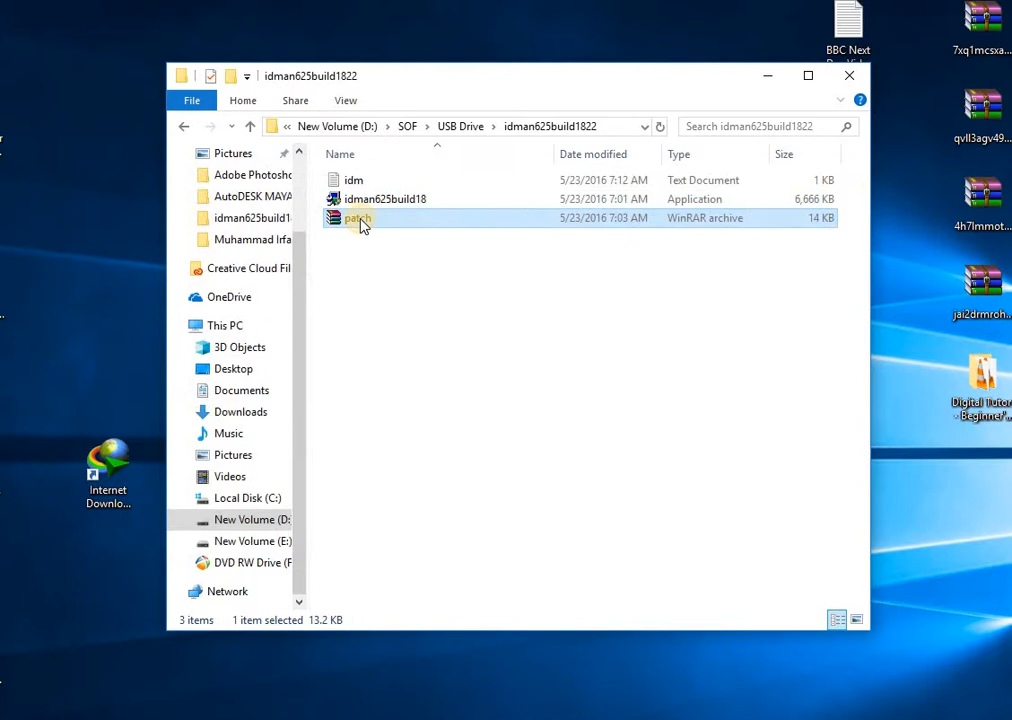 BBC Next
7xq1mcsxa...
qvll3agv49...
4h7lmmot...
jai2drmroh...
Digital Tutor
- Beginner'...
Internet
Downlo...
idman625build1822
File
Home
Share
View
« New Volume (D:) > SOF > USB Drive > idman625build1822
Search idman625build1822
Name
Date modified
Type
Size
idm 5/23/2016 7:12 AM Text Document 1 KB
idman625build18 5/23/2016 7:01 AM Application 6,666 KB
patch 5/23/2016 7:03 AM WinRAR archive 14 KB
Pictures
Adobe Photosho
AutoDESK MAYA
idman625build1
Muhammad Irfa
Creative Cloud Fil
OneDrive
This PC
3D Objects
Desktop
Documents
Downloads
Music
Pictures
Videos
Local Disk (C:)
New Volume (D:
New Volume (E:)
DVD RW Drive (F
Network
3 items 1 item selected 13.2 KB